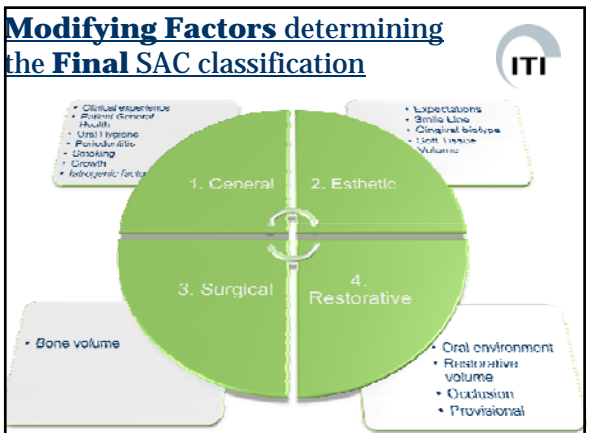 Modifying Factors determining
the Final SAC classification
ITI
• Clinical experience
• Patient General
Health
• Oral Hygiene
• Periodontitis
• Smoking
• Growth
• Iatrogenic factors
• Expectations
• Smile Line
• Gingival biotype
• Soft Tissue
Volume
1. General
2. Esthetic
3. Surgical
4.
Restorative
• Bone volume
• Oral environment
• Restorative
volume
• Occlusion
• Provisional